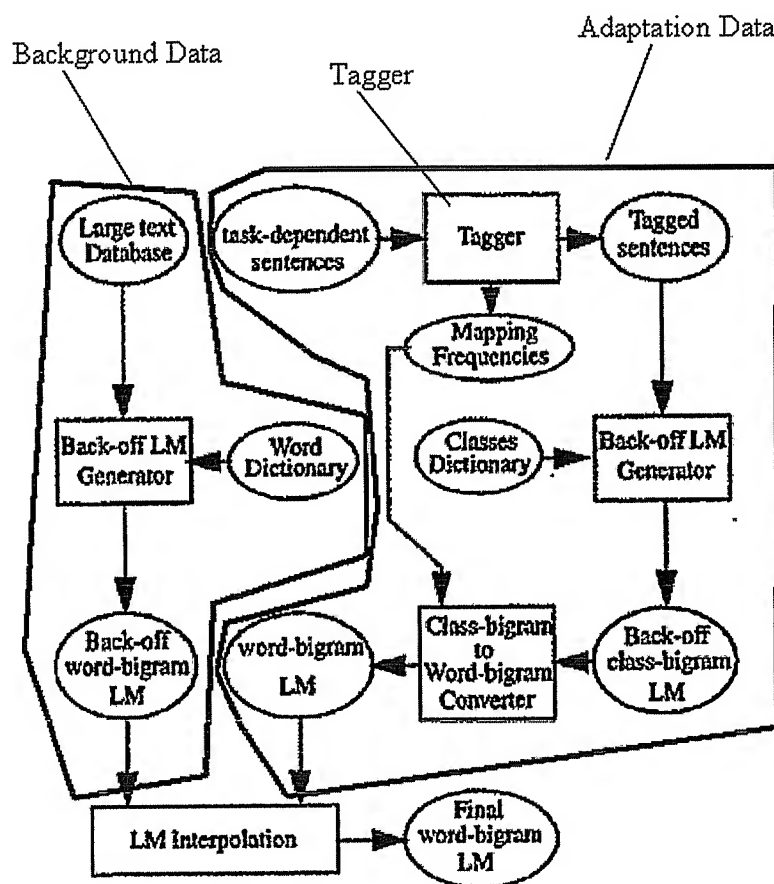 Adaptation Data
Background Data
Tagger
Large text
Database
task-dependent
sentences
Tagger
Tagged
sentences
Mapping
Frequencies
Back-off LM
Generator
Word
Dictionary
Classes
Dictionary
Back-off LM
Generator
Back-off
word-bigram
LM
word-bigram
LM
Class-bigram
to
Word-bigram
Converter
Back-off
class-bigram
LM
LM Interpolation
Final
word-bigram
LM